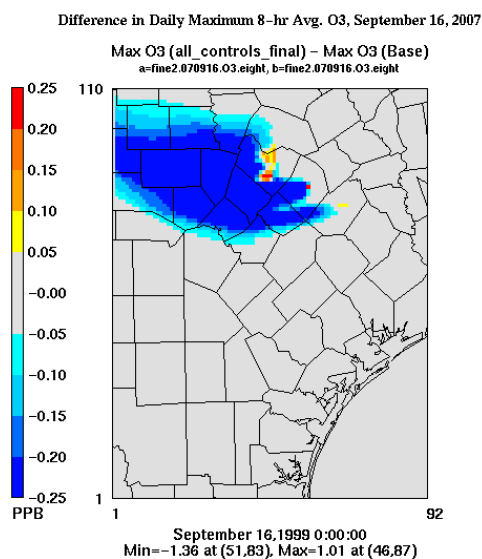 Difference in Daily Maximum 8-hr Avg. O3, September 16, 2007
Max O3 (all_controls_final) − Max O3 (Base)
a=fine2.070916.O3.eight, b=fine2.070916.O3.eight
0.25
0.20
0.15
0.10
0.05
−0.00
−0.05
−0.10
−0.15
−0.20
−0.25
PPB
110
1
1
92
September 16,1999 0:00:00
Min=−1.36 at (51,83), Max=1.01 at (46,87)